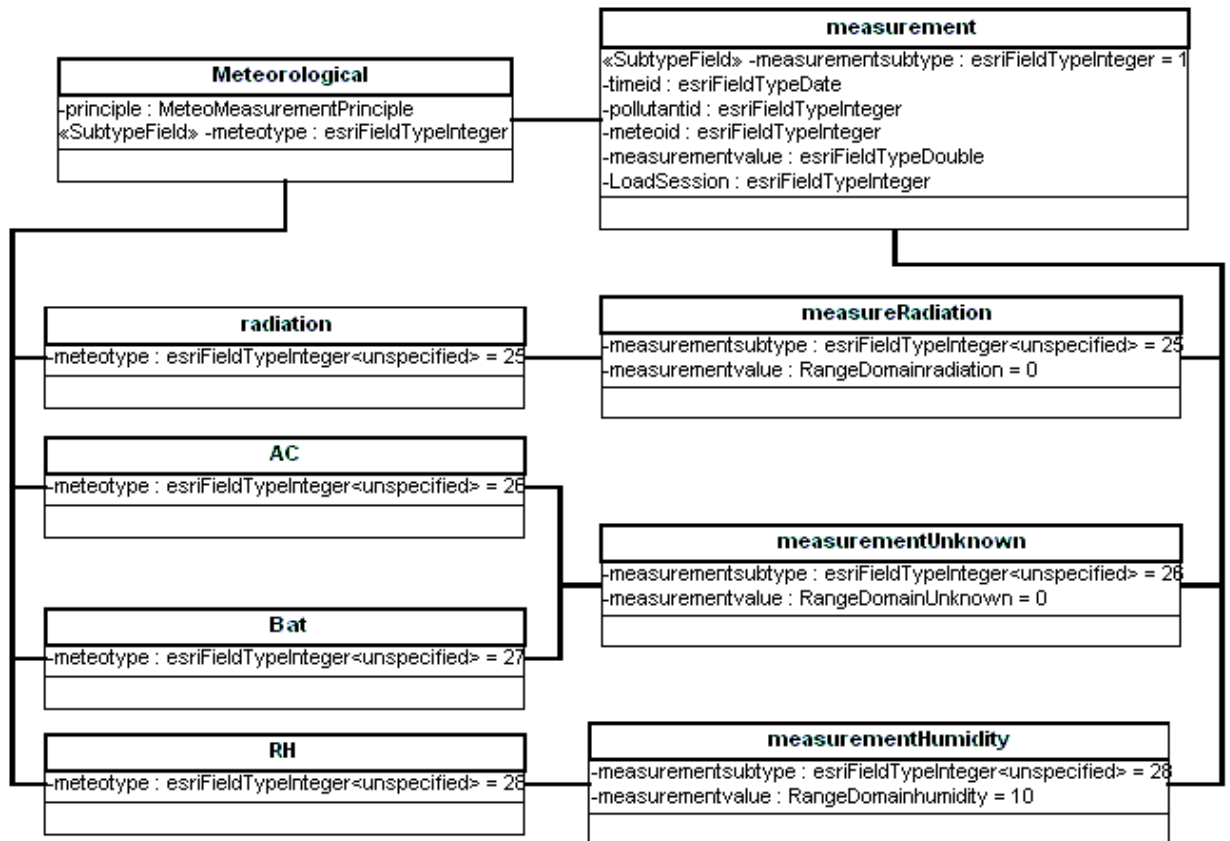 Meteorological
-principle : MeteoMeasurementPrinciple
«SubtypeField» -meteotype : esriFieldTypeInteger
measurement
«SubtypeField» -measurementsubtype : esriFieldTypeInteger = 1
-timeid : esriFieldTypeDate
-pollutantid : esriFieldTypeInteger
-meteoid : esriFieldTypeInteger
-measurementvalue : esriFieldTypeDouble
-LoadSession : esriFieldTypeInteger
radiation
-meteotype : esriFieldTypeInteger<unspecified> = 25
measureRadiation
-measurementsubtype : esriFieldTypeInteger<unspecified> = 25
-measurementvalue : RangeDomainradiation = 0
AC
-meteotype : esriFieldTypeInteger<unspecified> = 26
measurementUnknown
-measurementsubtype : esriFieldTypeInteger<unspecified> = 26
-measurementvalue : RangeDomainUnknown = 0
Bat
-meteotype : esriFieldTypeInteger<unspecified> = 27
RH
-meteotype : esriFieldTypeInteger<unspecified> = 28
measurementHumidity
-measurementsubtype : esriFieldTypeInteger<unspecified> = 28
-measurementvalue : RangeDomainhumidity = 10